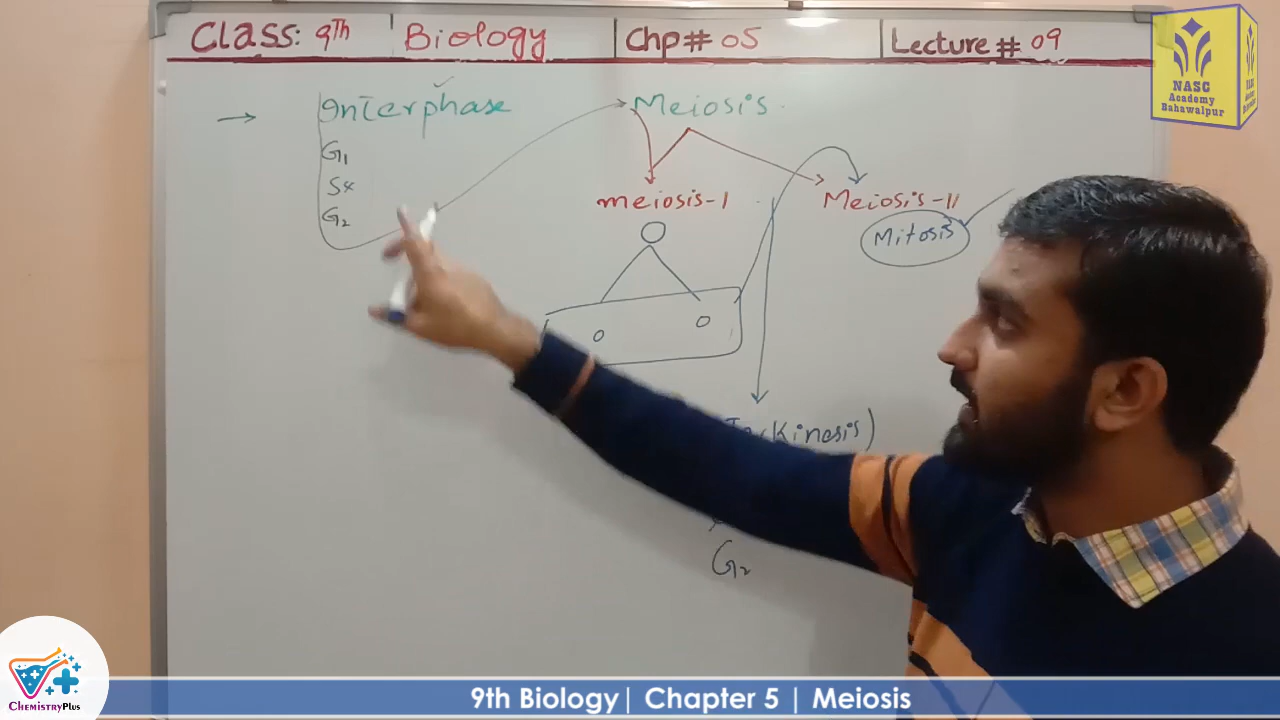 Class: 9Th Biology Chp# 05 Lecture# 09
NASC
Academy
Bahawalpur
Interphase
Meiosis
G1
S
G2
meiosis-I
Meiosis-II
Mitosis
kinesis)
G2
ChemistryPlus
9th Biology| Chapter 5 | Meiosis